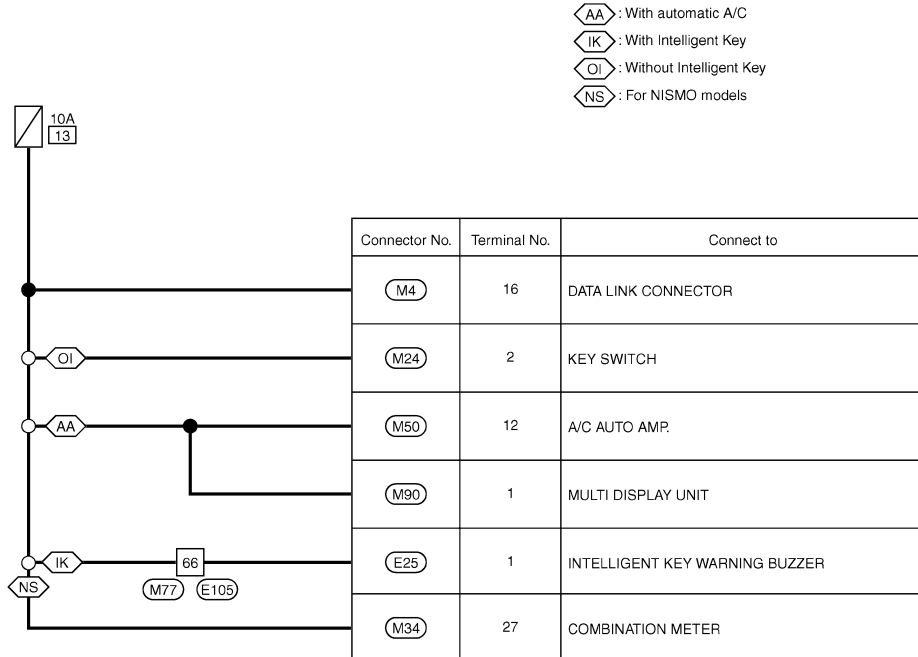 AA : With automatic A/C
IK : With Intelligent Key
OI : Without Intelligent Key
NS : For NISMO models
10A
13
Connector No. Terminal No. Connect to
M4 16 DATA LINK CONNECTOR
OI M24 2 KEY SWITCH
AA M50 12 A/C AUTO AMP.
M90 1 MULTI DISPLAY UNIT
IK 66 E25 1 INTELLIGENT KEY WARNING BUZZER
NS M77 E105
M34 27 COMBINATION METER